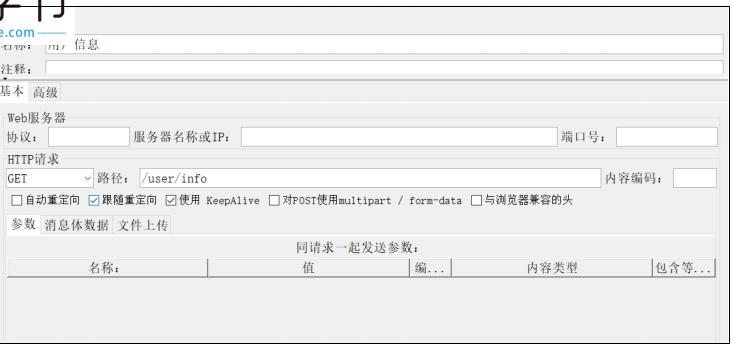 e.com
名称： 用户信息
注释：
基本 高级
Web服务器
协议： 服务器名称或IP： 端口号：
HTTP请求
GET 路径： /user/info 内容编码：
自动重定向 跟随重定向 使用 KeepAlive 对POST使用multipart / form-data 与浏览器兼容的头
参数 消息体数据 文件上传
同请求一起发送参数：
名称： 值 编... 内容类型 包含等...